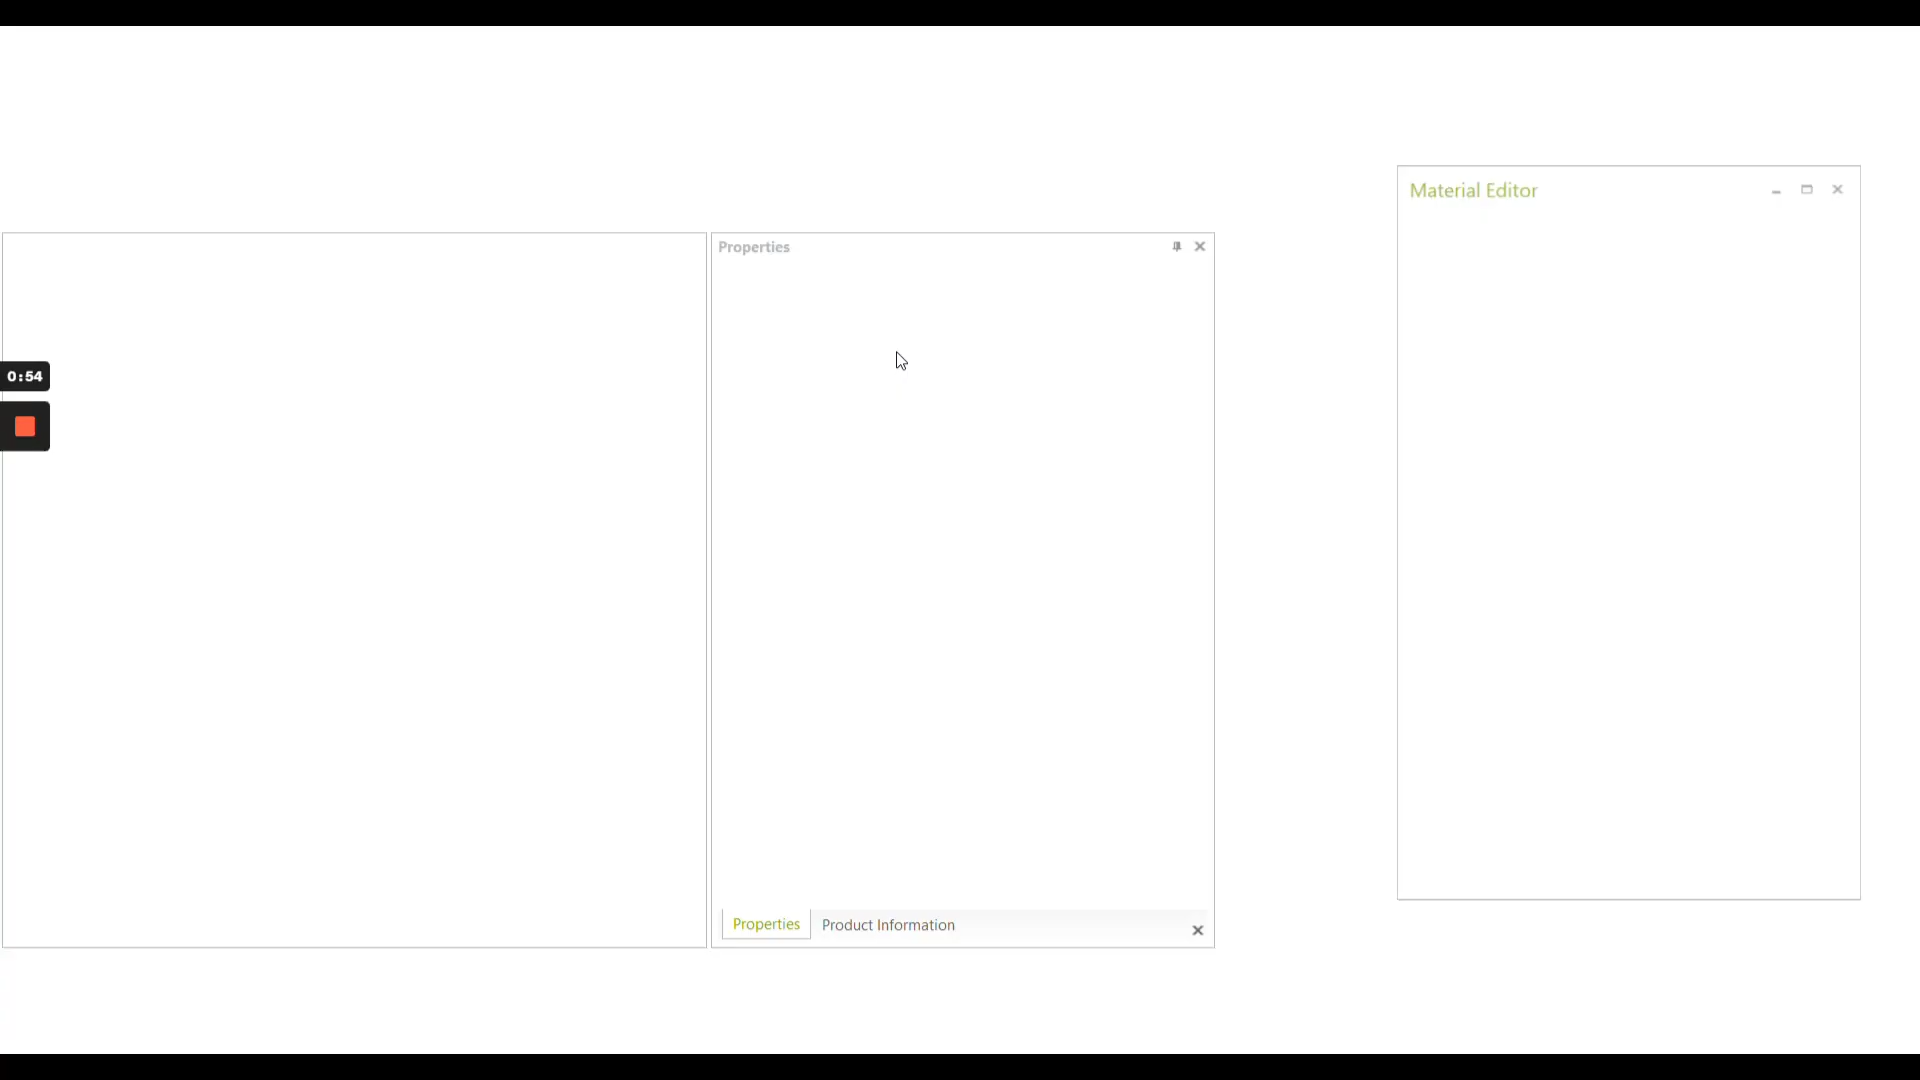 Material Editor
Properties
0:54
Properties
Product Information